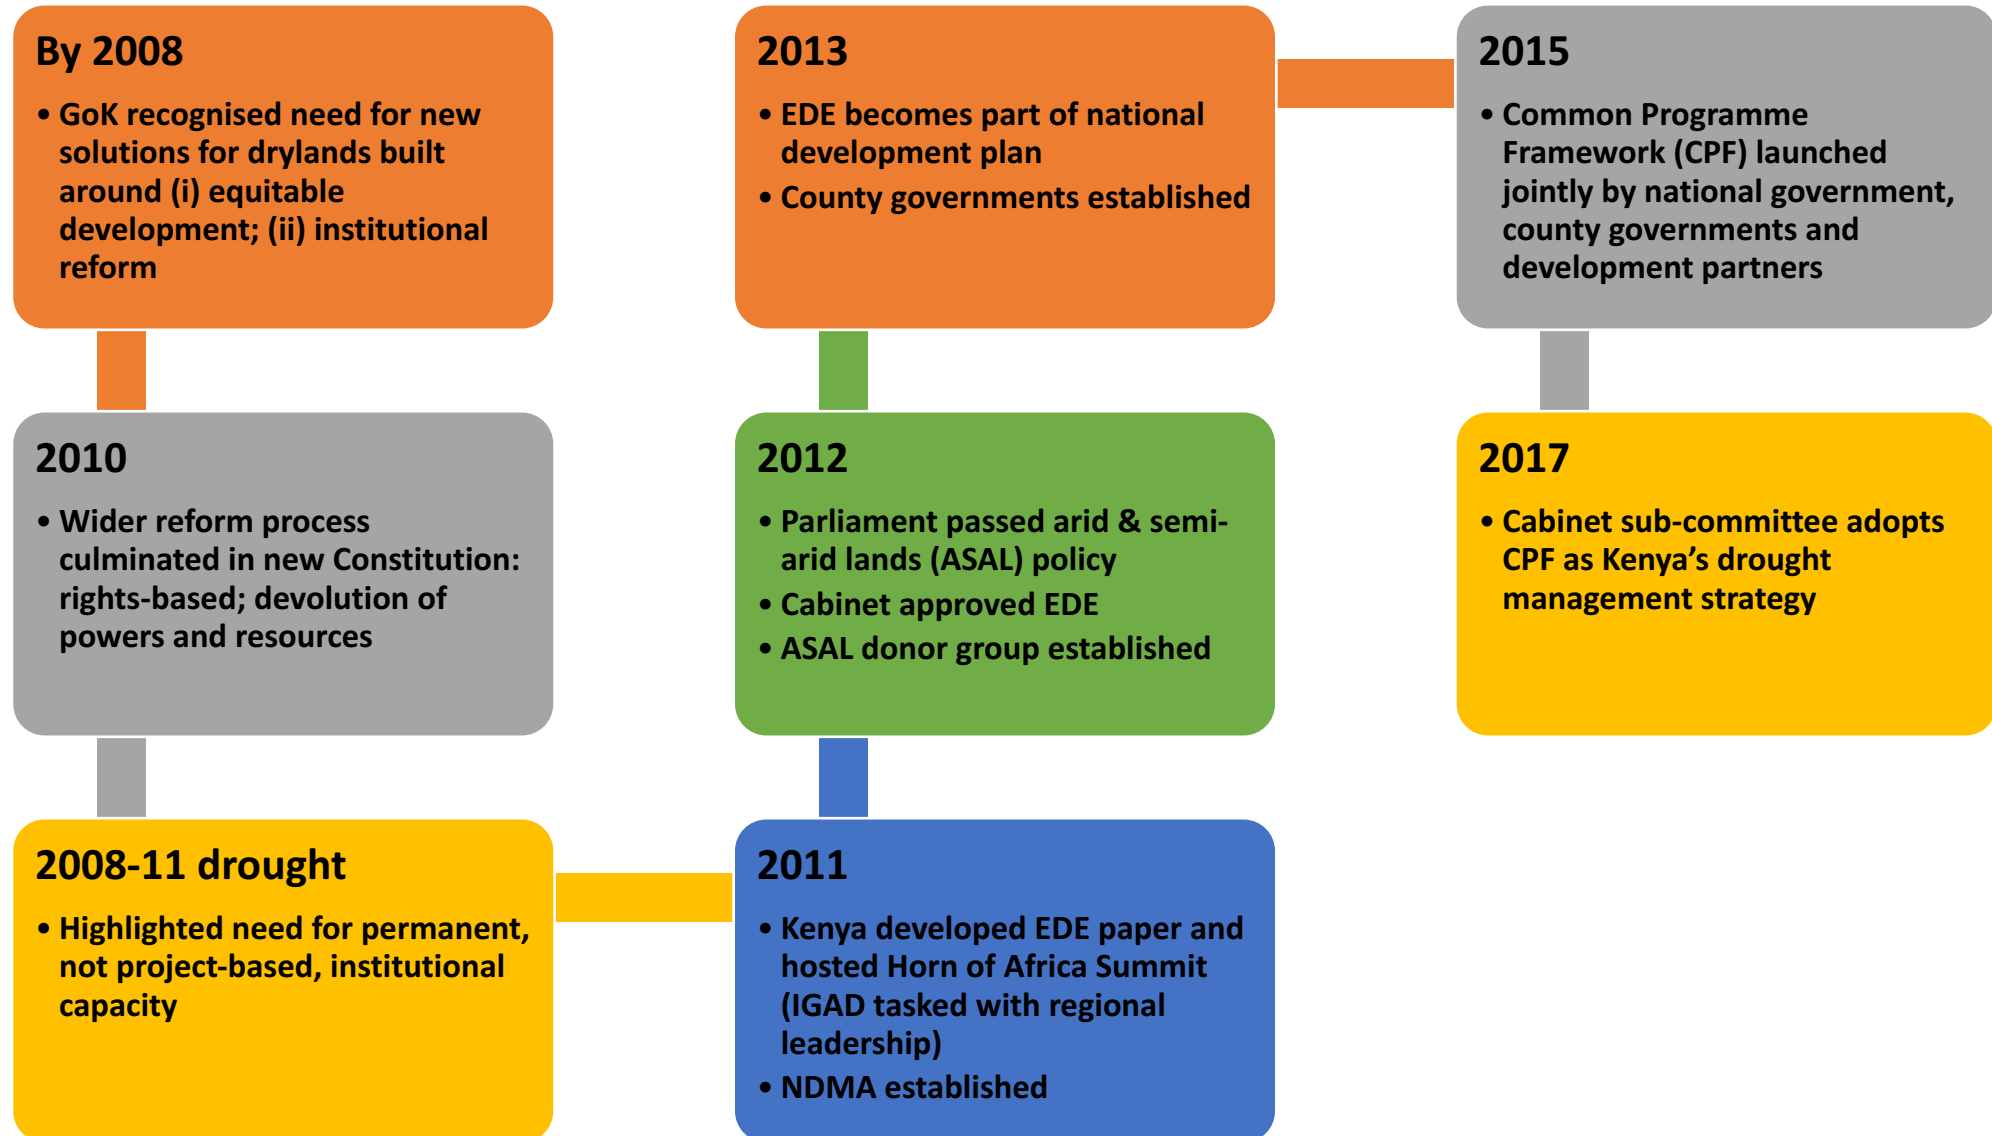 By 2008
• GoK recognised need for new
solutions for drylands built
around (i) equitable
development; (ii) institutional
reform
2010
• Wider reform process
culminated in new Constitution:
rights-based; devolution of
powers and resources
2008-11 drought
• Highlighted need for permanent,
not project-based, institutional
capacity
2011
• Kenya developed EDE paper and
hosted Horn of Africa Summit
(IGAD tasked with regional
leadership)
• NDMA established
2012
• Parliament passed arid & semi-
arid lands (ASAL) policy
• Cabinet approved EDE
• ASAL donor group established
2013
• EDE becomes part of national
development plan
• County governments established
2015
• Common Programme
Framework (CPF) launched
jointly by national government,
county governments and
development partners
2017
• Cabinet sub-committee adopts
CPF as Kenya’s drought
management strategy